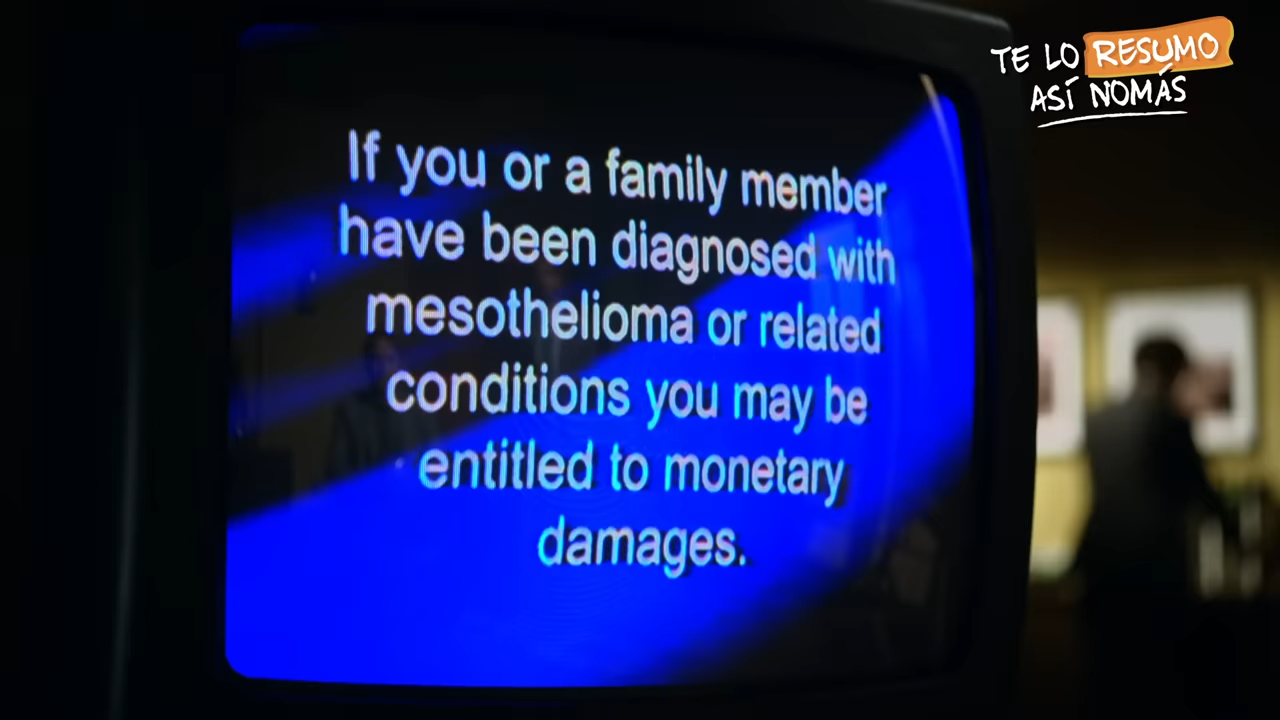 TE LO RESUMO
ASÍ NOMÁS
If you or a family member
have been diagnosed with
mesothelioma or related
conditions you may be
entitled to monetary
damages.